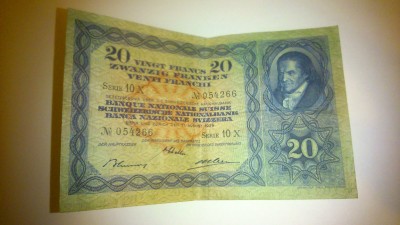 20 VINGT FRANCS 20
ZWANZIG FRANKEN
VENTI FRANCHI
SERIE 10 X № 054266
BANQUE NATIONALE SUISSE
SCHWEIZERISCHE NATIONALBANK
BANCA NAZIONALE SVIZZERA
№ 054266 SERIE 10 X
20